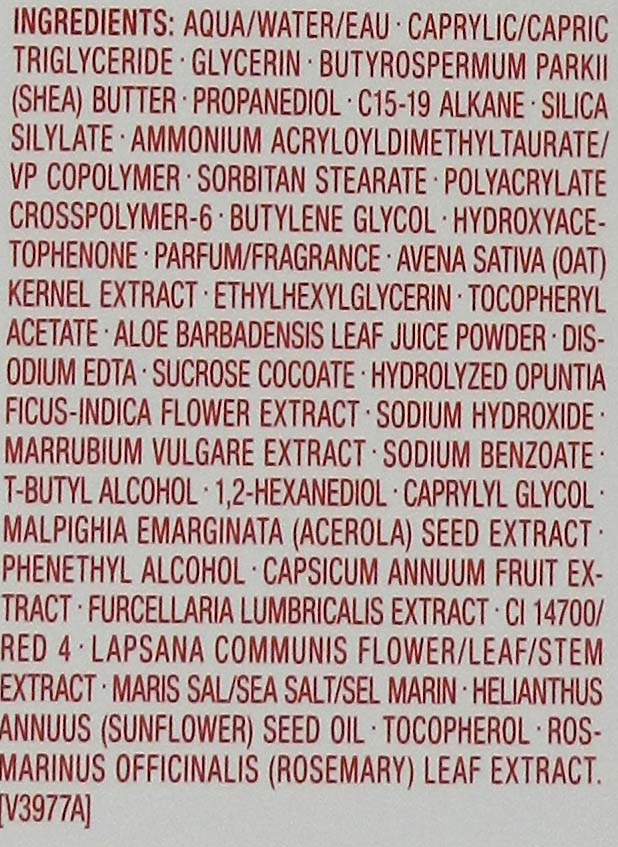 INGREDIENTS: AQUA/WATER/EAU · CAPRYLIC/CAPRIC
TRIGLYCERIDE · GLYCERIN · BUTYROSPERMUM PARKII
(SHEA) BUTTER · PROPANEDIOL · C15-19 ALKANE · SILICA
SILYLATE · AMMONIUM ACRYLOYLDIMETHYLTAURATE/
VP COPOLYMER · SORBITAN STEARATE · POLYACRYLATE
CROSSPOLYMER-6 · BUTYLENE GLYCOL · HYDROXYACE-
TOPHENONE · PARFUM/FRAGRANCE · AVENA SATIVA (OAT)
KERNEL EXTRACT · ETHYLHEXYLGLYCERIN · TOCOPHERYL
ACETATE · ALOE BARBADENSIS LEAF JUICE POWDER · DIS-
ODIUM EDTA · SUCROSE COCOATE · HYDROLYZED OPUNTIA
FICUS-INDICA FLOWER EXTRACT · SODIUM HYDROXIDE ·
MARRUBIUM VULGARE EXTRACT · SODIUM BENZOATE ·
T-BUTYL ALCOHOL · 1,2-HEXANEDIOL · CAPRYLYL GLYCOL ·
MALPIGHIA EMARGINATA (ACEROLA) SEED EXTRACT ·
PHENETHYL ALCOHOL · CAPSICUM ANNUUM FRUIT EX-
TRACT · FURCELLARIA LUMBRICALIS EXTRACT · CI 14700/
RED 4 · LAPSANA COMMUNIS FLOWER/LEAF/STEM
EXTRACT · MARIS SAL/SEA SALT/SEL MARIN · HELIANTHUS
ANNUUS (SUNFLOWER) SEED OIL · TOCOPHEROL · ROS-
MARINUS OFFICINALIS (ROSEMARY) LEAF EXTRACT.
[V3977A]